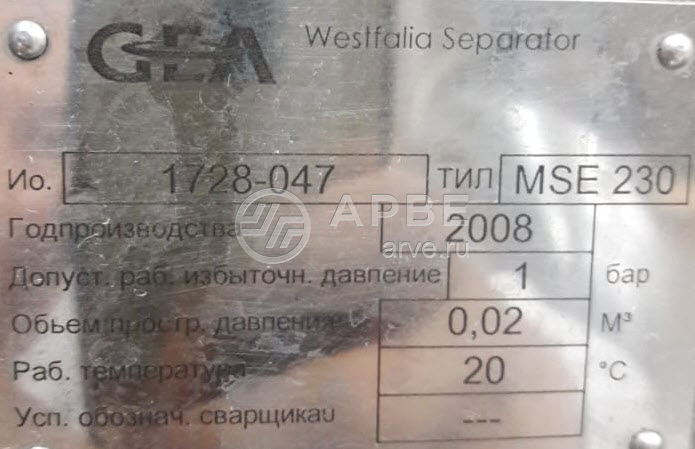 GEA Westfalia Separator
Ио. 1728-047 ТИЛ MSE 230
АРВЕ
Годпроизводства 2008
arve.ru
Допуст. раб. избыточн. давление 1 бар
Обьем простр. давления 0,02 М³
Раб. температура 20 °C
Усп. обознач. сварщикаu ---